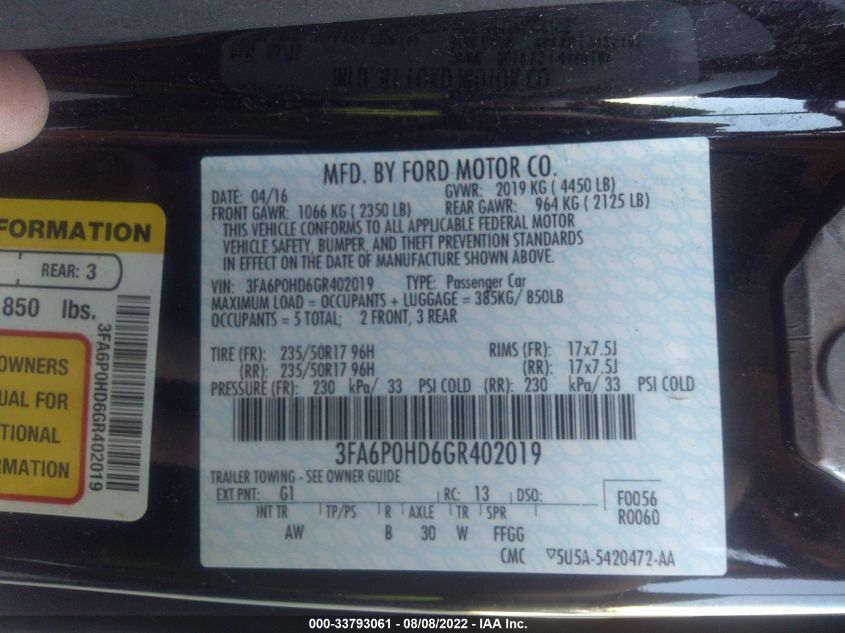 MFD. BY FORD MOTOR CO.
DATE: 04/16 GVWR: 2019 KG ( 4450 LB)
FRONT GAWR: 1066 KG ( 2350 LB) REAR GAWR: 964 KG ( 2125 LB)
THIS VEHICLE CONFORMS TO ALL APPLICABLE FEDERAL MOTOR
VEHICLE SAFETY, BUMPER, AND THEFT PREVENTION STANDARDS
IN EFFECT ON THE DATE OF MANUFACTURE SHOWN ABOVE.
VIN: 3FA6P0HD6GR402019 TYPE: Passenger Car
MAXIMUM LOAD = OCCUPANTS + LUGGAGE = 385KG/ 850LB
OCCUPANTS = 5 TOTAL; 2 FRONT, 3 REAR
TIRE (FR): 235/50R17 96H RIMS (FR): 17x7.5J
(RR): 235/50R17 96H (RR): 17x7.5J
PRESSURE (FR): 230 kPa/ 33 PSI COLD (RR): 230 kPa/ 33 PSI COLD
3FA6P0HD6GR402019
TRAILER TOWING - SEE OWNER GUIDE
EXT PNT: G1 RC: 13 DSO:
F0056
R0060
INT TR TP/PS R AXLE TR SPR
AW B 30 W FFGG
CMC ▽5U5A-5420472-AA
FORMATION
REAR: 3
850 lbs.
OWNERS
UAL FOR
TIONAL
3FA6P0HD6GR402019
000-33793061 - 08/08/2022 - IAA Inc.